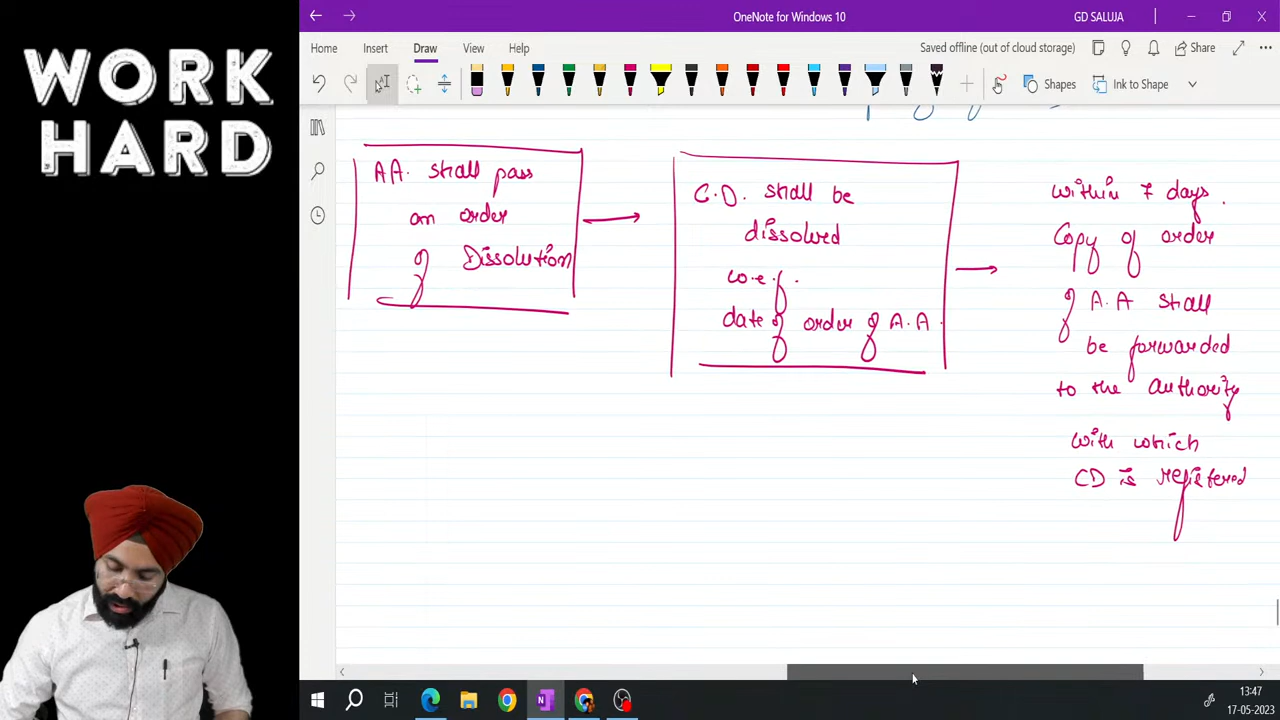 WORK
HARD
OneNote for Windows 10
GD SALUJA
Home Insert Draw View Help
Saved offline (out of cloud storage)
Share
Shapes
Ink to Shape
AA. shall pass
an order
of Dissolution
C.D. shall be
dissolved
w.e.f.
date of order of A.A.
within 7 days.
Copy of order
of A.A shall
be forwarded
to the authority
with which
CD is registered
13:47
17-05-2023